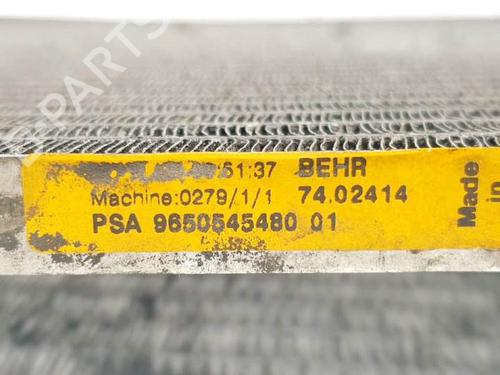 51:37 BEHR
Machine:0279/1/1 74.02414
PSA 9650545480 01
Made
in
PARTS